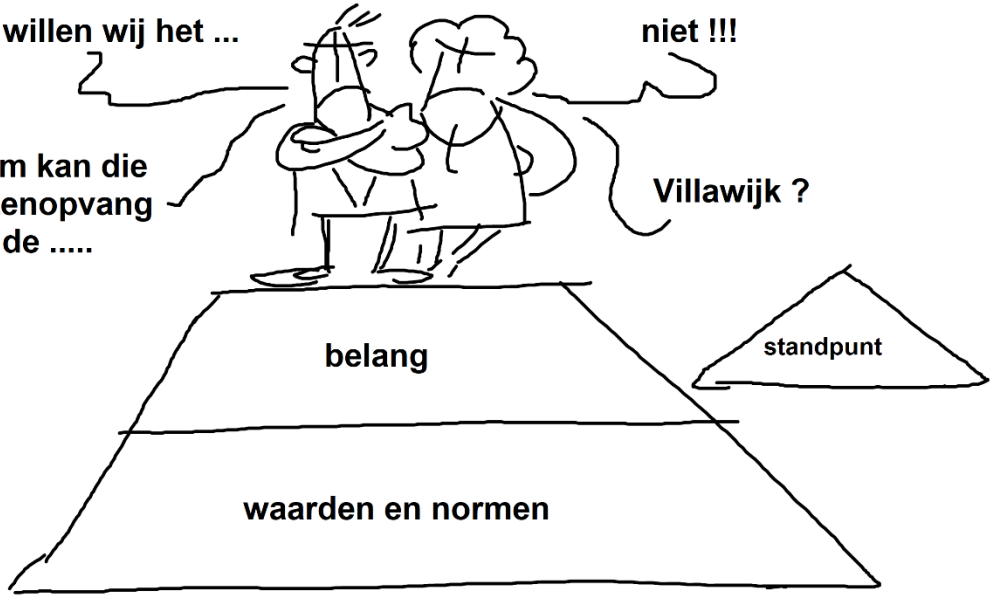 willen wij het ...
niet !!!
m kan die
enopvang
de .....
Villawijk ?
standpunt
belang
waarden en normen